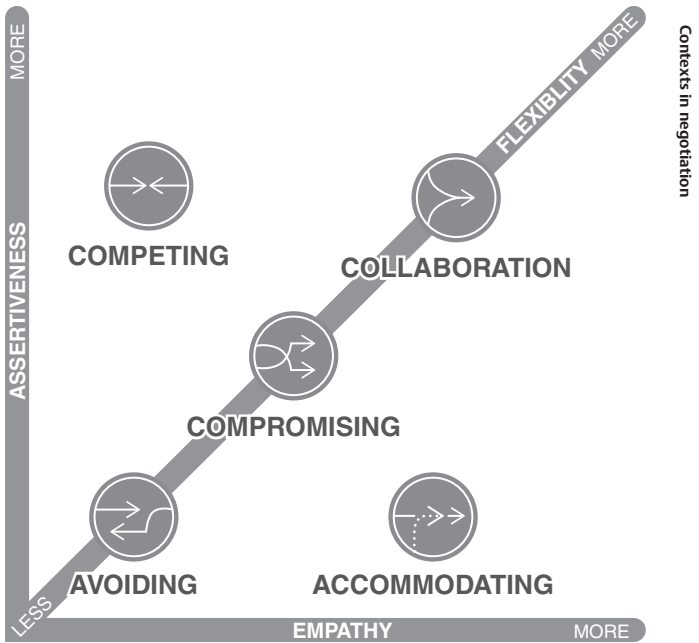 MORE
ASSERTIVENESS
LESS
EMPATHY
MORE
FLEXIBLITY MORE
COMPETING
COLLABORATION
COMPROMISING
AVOIDING
ACCOMMODATING
Contexts in negotiation